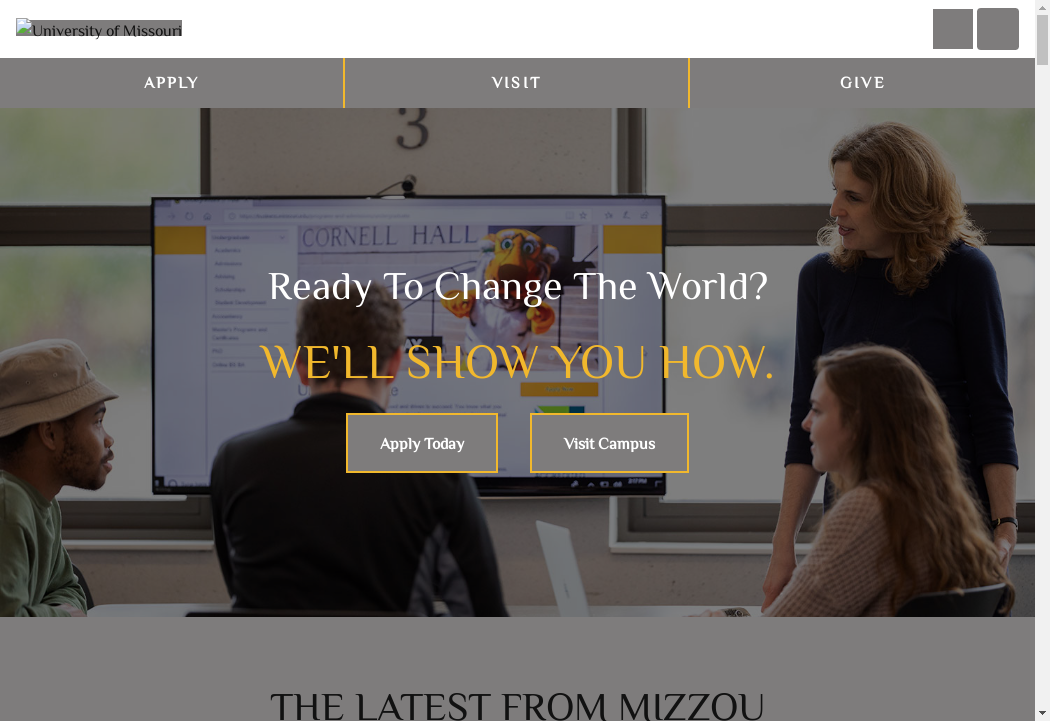 University of Missouri
APPLY
VISIT
GIVE
3
CORNELL HALL
Ready To Change The World?
WE'LL SHOW YOU HOW.
Apply Today
Visit Campus
THE LATEST FROM MIZZOU